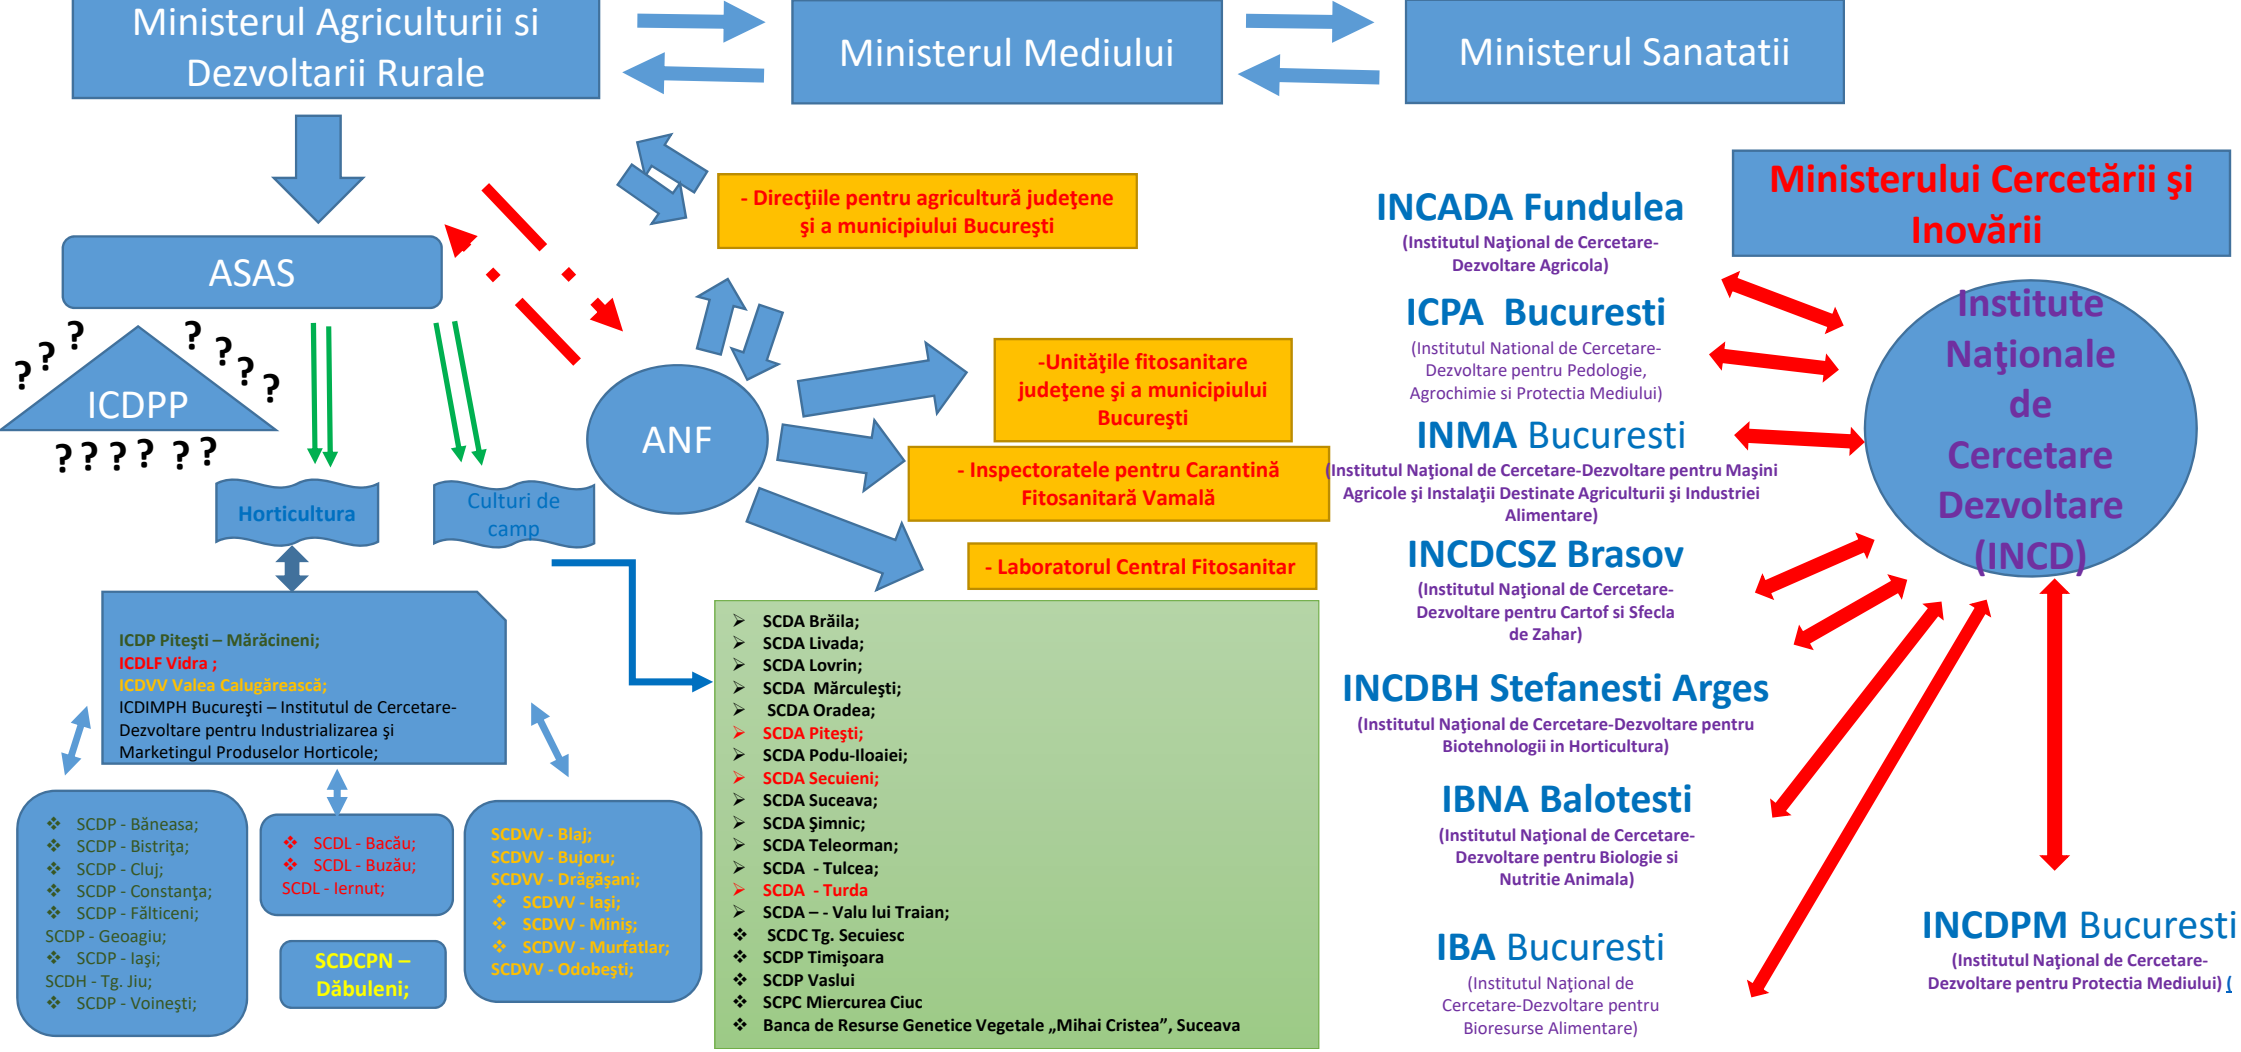 Ministerul Agriculturii si
Dezvoltarii Rurale
Ministerul Mediului
Ministerul Sanatatii
- Direcţiile pentru agricultură judeţene
şi a municipiului Bucureşti
Ministerului Cercetării şi
Inovării
ASAS
? ? ? ? ? ? ?
ICDPP
? ? ? ? ? ?
ANF
-Unităţile fitosanitare
judeţene şi a municipiului
Bucureşti
- Inspectoratele pentru Carantină
Fitosanitară Vamală
- Laboratorul Central Fitosanitar
Horticultura
Culturi de
camp
ICDP Piteşti – Mărăcineni;
ICDLF Vidra ;
ICDVV Valea Calugărească;
ICDIMPH Bucureşti – Institutul de Cercetare-
Dezvoltare pentru Industrializarea şi
Marketingul Produselor Horticole;
❖ SCDP - Băneasa;
❖ SCDP - Bistriţa;
❖ SCDP - Cluj;
❖ SCDP - Constanţa;
❖ SCDP - Fălticeni;
SCDP - Geoagiu;
❖ SCDP - Iaşi;
SCDH - Tg. Jiu;
❖ SCDP - Voineşti;
❖ SCDL - Bacău;
❖ SCDL - Buzău;
SCDL - Iernut;
SCDCPN –
Dăbuleni;
SCDVV - Blaj;
SCDVV - Bujoru;
SCDVV - Drăgăşani;
❖ SCDVV - Iaşi;
❖ SCDVV - Miniş;
❖ SCDVV - Murfatlar;
SCDVV - Odobeşti;
➢ SCDA Brăila;
➢ SCDA Livada;
➢ SCDA Lovrin;
➢ SCDA Mărculeşti;
➢ SCDA Oradea;
➢ SCDA Piteşti;
➢ SCDA Podu-Iloaiei;
➢ SCDA Secuieni;
➢ SCDA Suceava;
➢ SCDA Şimnic;
➢ SCDA Teleorman;
➢ SCDA - Tulcea;
➢ SCDA - Turda
➢ SCDA – - Valu lui Traian;
❖ SCDC Tg. Secuiesc
❖ SCDP Timişoara
❖ SCDP Vaslui
❖ SCPC Miercurea Ciuc
❖ Banca de Resurse Genetice Vegetale „Mihai Cristea”, Suceava
INCADA Fundulea
(Institutul Naţional de Cercetare-
Dezvoltare Agricola)
ICPA Bucuresti
(Institutul National de Cercetare-
Dezvoltare pentru Pedologie,
Agrochimie si Protectia Mediului)
INMA Bucuresti
(Institutul Naţional de Cercetare-Dezvoltare pentru Maşini
Agricole şi Instalaţii Destinate Agriculturii şi Industriei
Alimentare)
INCDCSZ Brasov
(Institutul Naţional de Cercetare-
Dezvoltare pentru Cartof si Sfecla
de Zahar)
INCDBH Stefanesti Arges
(Institutul Naţional de Cercetare-Dezvoltare pentru
Biotehnologii in Horticultura)
IBNA Balotesti
(Institutul Naţional de Cercetare-
Dezvoltare pentru Biologie si
Nutritie Animala)
IBA Bucuresti
(Institutul Naţional de
Cercetare-Dezvoltare pentru
Bioresurse Alimentare)
Institute
Naţionale
de
Cercetare
Dezvoltare
(INCD)
INCDPM Bucuresti
(Institutul Naţional de Cercetare-
Dezvoltare pentru Protectia Mediului) (